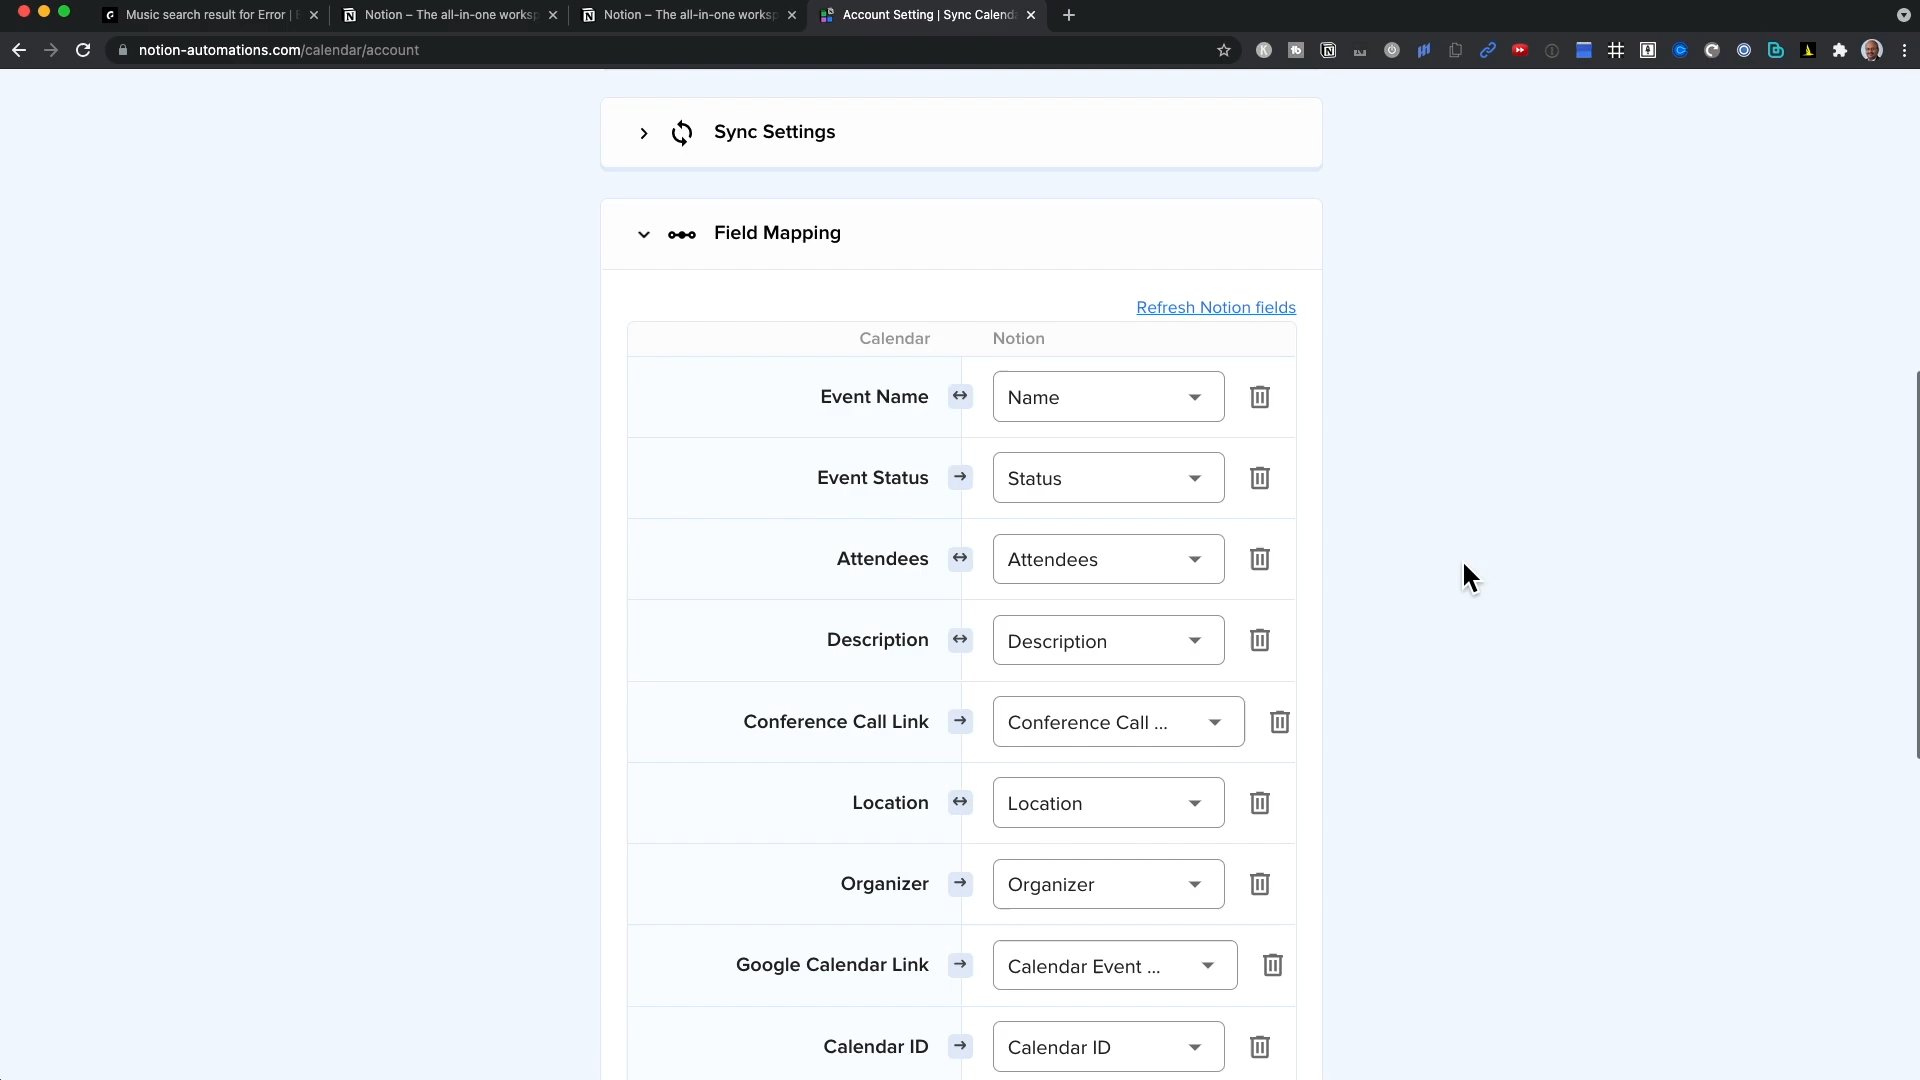 Music search result for Error |
Notion – The all-in-one worksp
Notion – The all-in-one worksp
Account Setting | Sync Calenda
notion-automations.com/calendar/account
Sync Settings
Field Mapping
Refresh Notion fields
Calendar
Notion
Event Name
Name
Event Status
Status
Attendees
Attendees
Description
Description
Conference Call Link
Conference Call ...
Location
Location
Organizer
Organizer
Google Calendar Link
Calendar Event ...
Calendar ID
Calendar ID